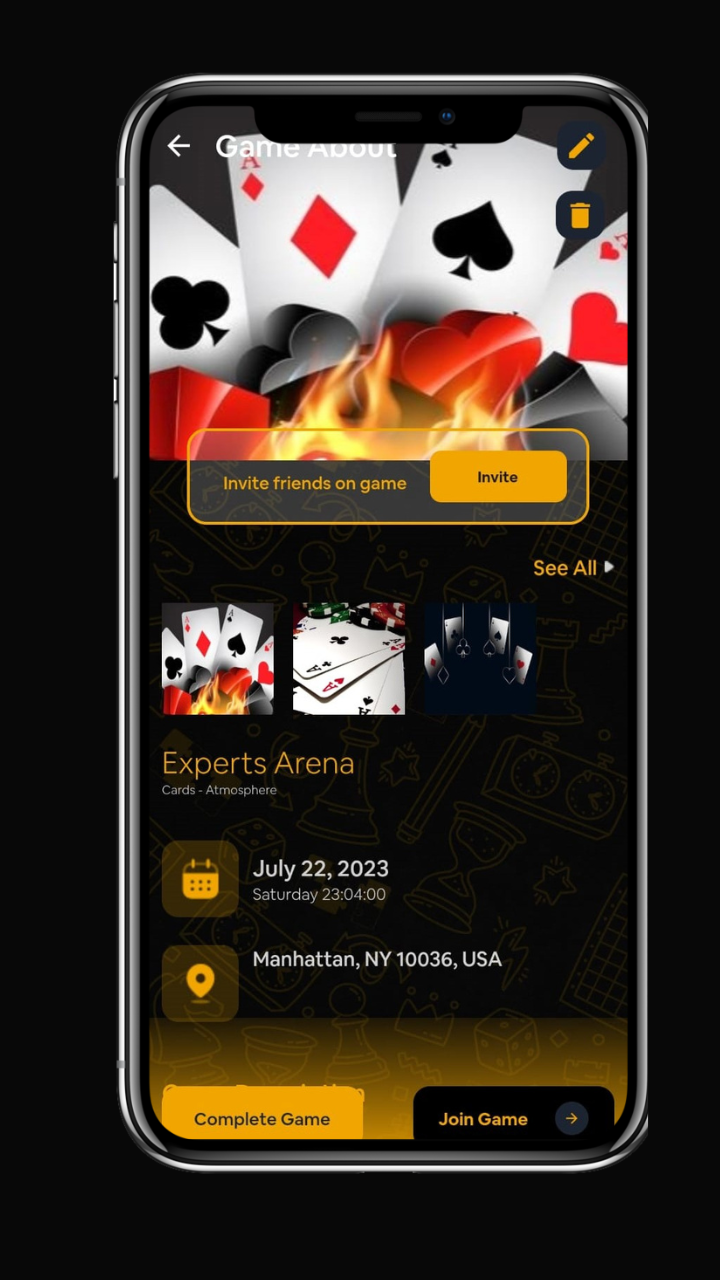 Game About
Invite friends on game
Invite
See All
Experts Arena
Cards - Atmosphere
July 22, 2023
Saturday 23:04:00
Manhattan, NY 10036, USA
Complete Game
Join Game